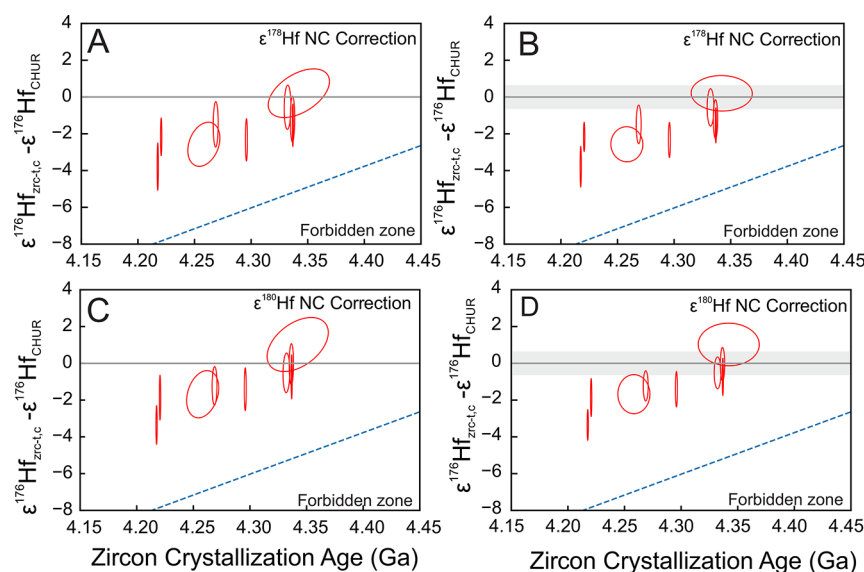 A
ε178Hf NC Correction
4
2
0
−2
−4
−6
−8
ε176Hfzrc-t,c -ε176HfCHUR
Forbidden zone
4.15 4.20 4.25 4.30 4.35 4.40 4.45
B
ε178Hf NC Correction
4
2
0
−2
−4
−6
−8
ε176Hfzrc-t,c -ε176HfCHUR
Forbidden zone
4.15 4.20 4.25 4.30 4.35 4.40 4.45
C
ε180Hf NC Correction
4
2
0
−2
−4
−6
−8
ε176Hfzrc-t,c -ε176HfCHUR
Forbidden zone
4.15 4.20 4.25 4.30 4.35 4.40 4.45
Zircon Crystallization Age (Ga)
D
ε180Hf NC Correction
4
2
0
−2
−4
−6
−8
ε176Hfzrc-t,c -ε176HfCHUR
Forbidden zone
4.15 4.20 4.25 4.30 4.35 4.40 4.45
Zircon Crystallization Age (Ga)